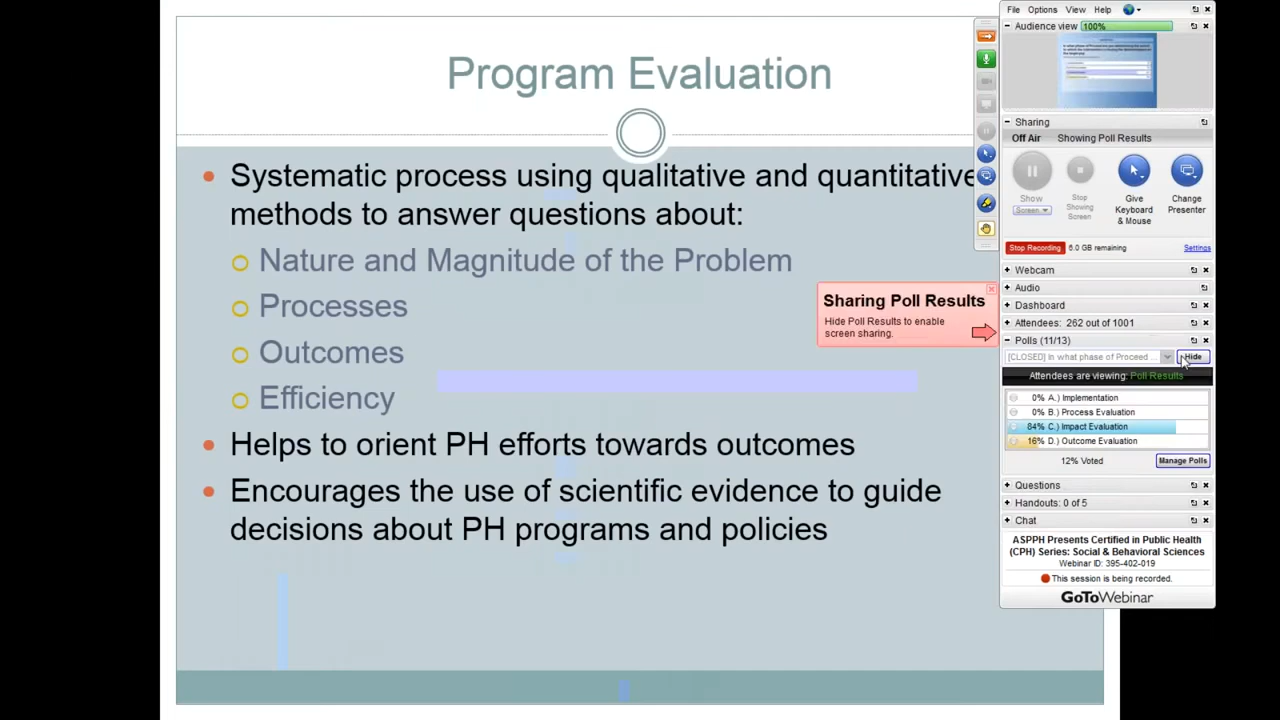 Program Evaluation
Systematic process using qualitative and quantitative
methods to answer questions about:
Nature and Magnitude of the Problem
Processes
Outcomes
Efficiency
Helps to orient PH efforts towards outcomes
Encourages the use of scientific evidence to guide
decisions about PH programs and policies
Sharing Poll Results
Hide Poll Results to enable
screen sharing.
File Options View Help
Audience view 100%
Sharing
Off Air Showing Poll Results
Show
Screen
Stop
Showing
Screen
Give
Keyboard
& Mouse
Change
Presenter
Stop Recording 6.0 GB remaining Settings
Webcam
Audio
Dashboard
Attendees: 262 out of 1001
Polls (11/13)
[CLOSED] In what phase of Proceed ... Hide
Attendees are viewing: Poll Results
0% A.) Implementation
0% B.) Process Evaluation
84% C.) Impact Evaluation
16% D.) Outcome Evaluation
12% Voted Manage Polls
Questions
Handouts: 0 of 5
Chat
ASPPH Presents Certified in Public Health
(CPH) Series: Social & Behavioral Sciences
Webinar ID: 395-402-019
This session is being recorded.
GoToWebinar